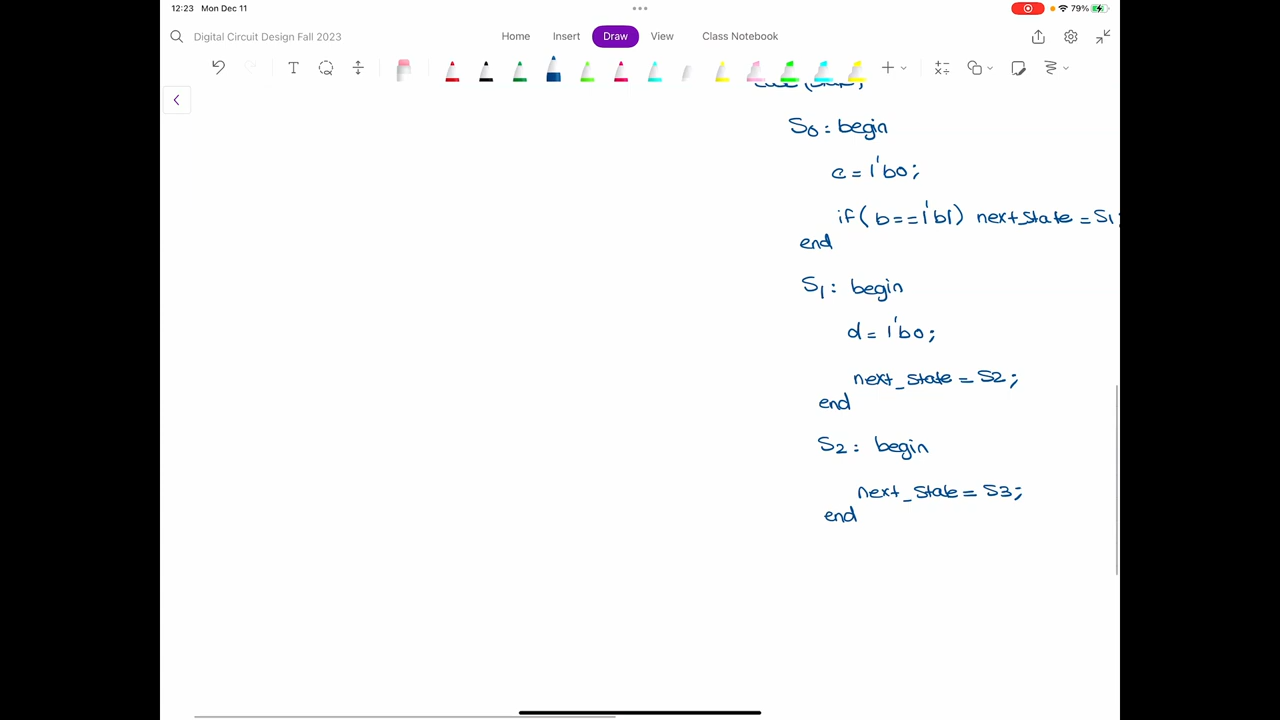 12:23 Mon Dec 11
79%
Digital Circuit Design Fall 2023
Home Insert Draw View Class Notebook
S0: begin
c = 1'b0;
if( b==1'b1) next_state = S1;
end
S1: begin
d = 1'b0;
next_state = S2;
end
S2: begin
next_state = S3;
end